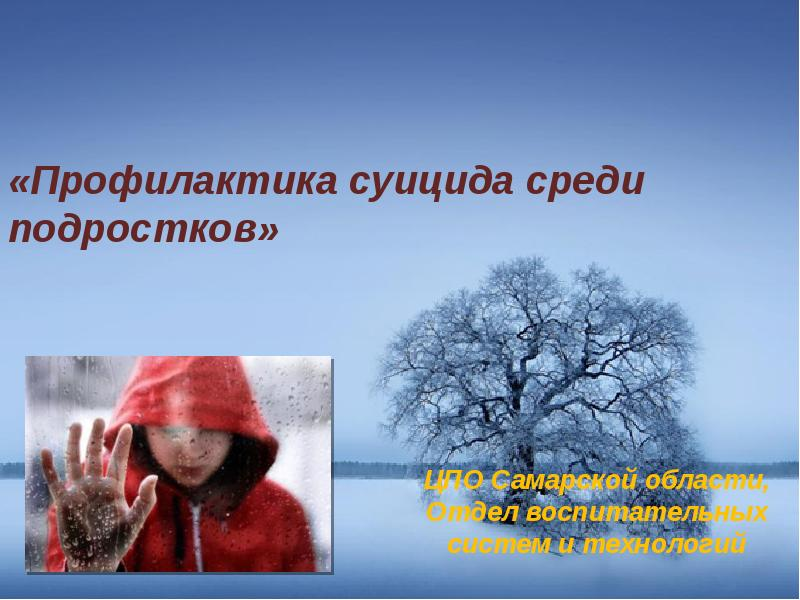 «Профилактика суицида среди
подростков»
ЦПО Самарской области,
Отдел воспитательных
систем и технологий